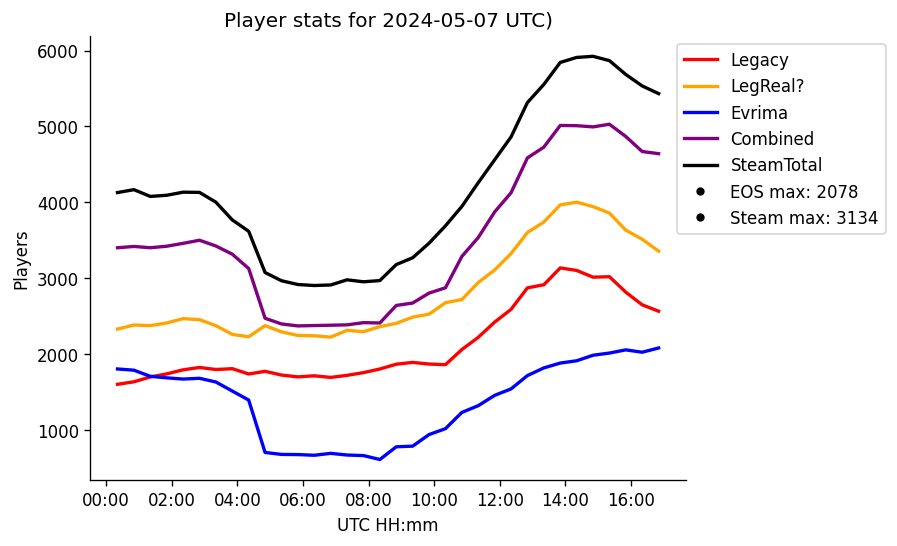 Player stats for 2024-05-07 UTC)
6000
5000
4000
3000
2000
1000
Players
00:00 02:00 04:00 06:00 08:00 10:00 12:00 14:00 16:00
UTC HH:mm
Legacy
LegReal?
Evrima
Combined
SteamTotal
EOS max: 2078
Steam max: 3134